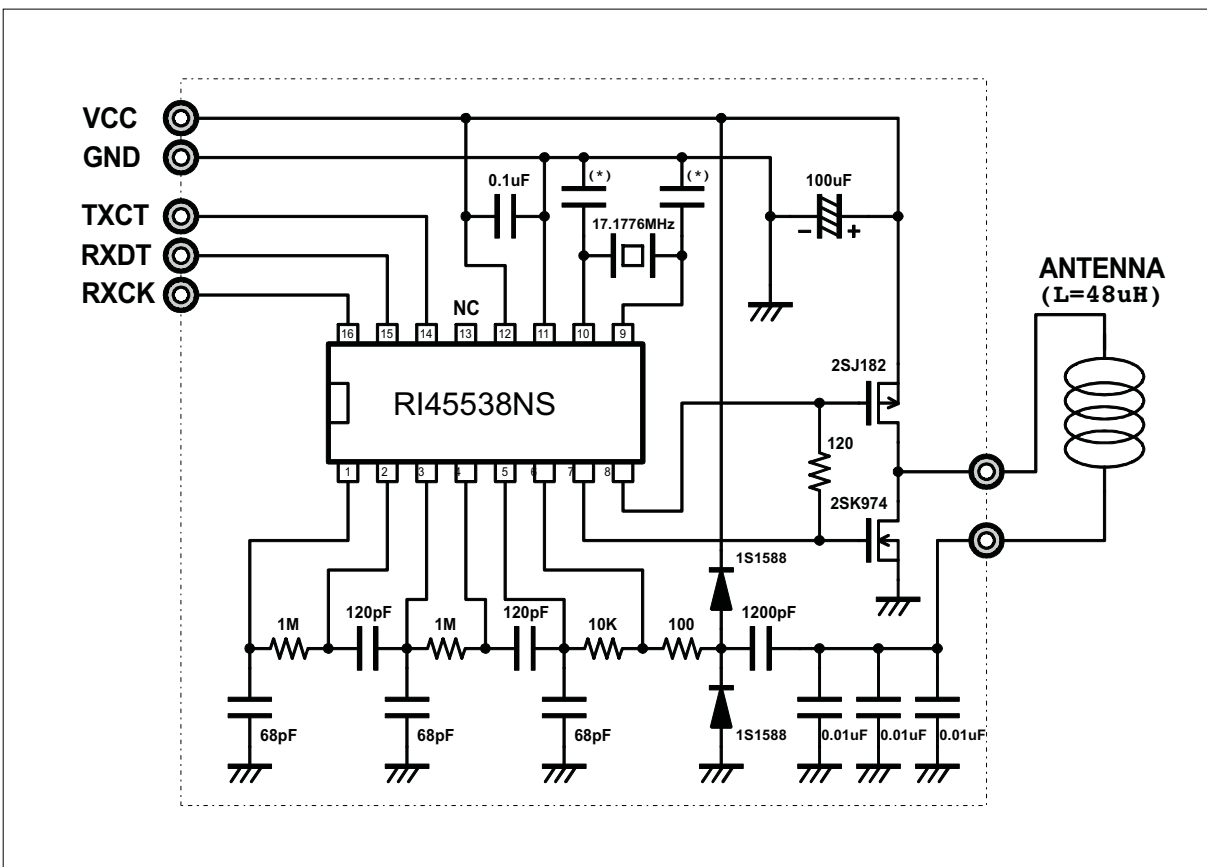 VCC
GND
TXCT
RXDT
RXCK
0.1uF
(*)
(*)
100uF
17.1776MHz
−
+
ANTENNA
(L=48uH)
NC
16
15
14
13
12
11
10
9
RI45538NS
2SJ182
120
2SK974
1
2
3
4
5
6
7
8
1S1588
1M
120pF
1M
120pF
10K
100
1200pF
68pF
68pF
68pF
1S1588
0.01uF
0.01uF
0.01uF